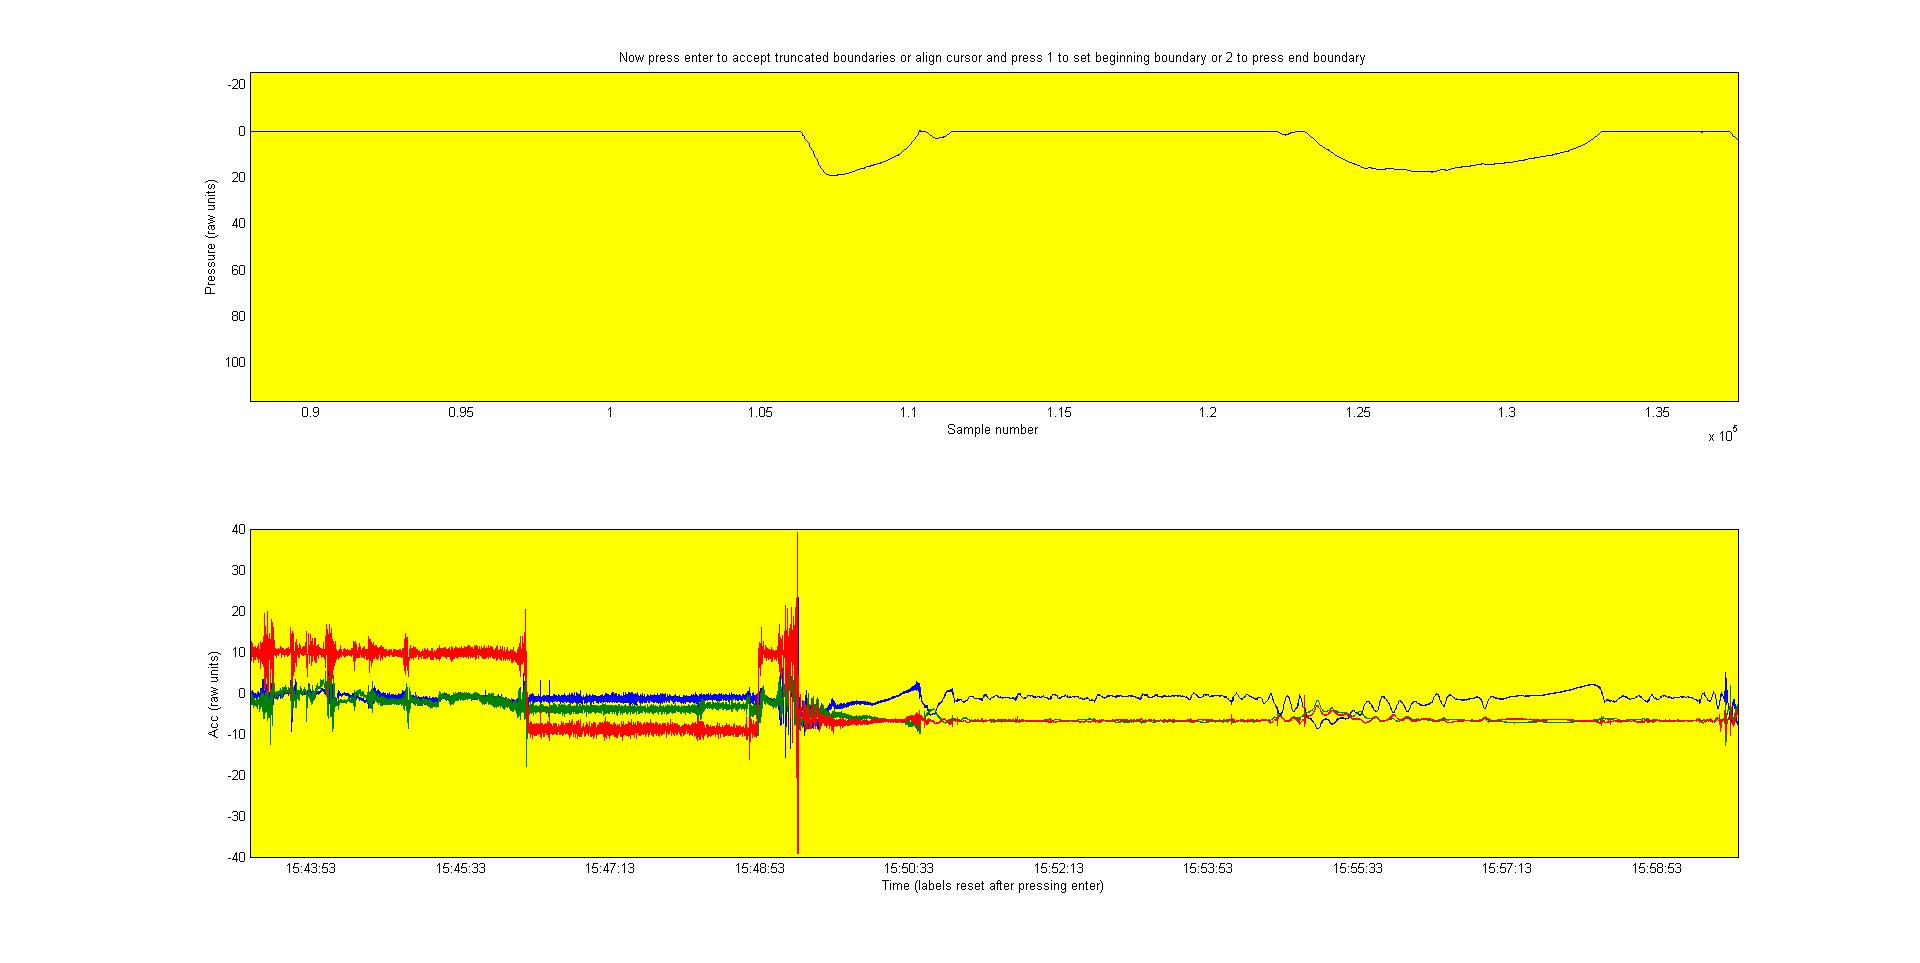 Now press enter to accept truncated boundaries or align cursor and press 1 to set beginning boundary or 2 to press end boundary
-20
0
20
40
60
80
100
Pressure (raw units)
0.9 0.95 1 1.05 1.1 1.15 1.2 1.25 1.3 1.35
Sample number
x 10^5
40
30
20
10
0
-10
-20
-30
-40
Acc (raw units)
15:43:53 15:45:33 15:47:13 15:48:53 15:50:33 15:52:13 15:53:53 15:55:33 15:57:13 15:58:53
Time (labels reset after pressing enter)